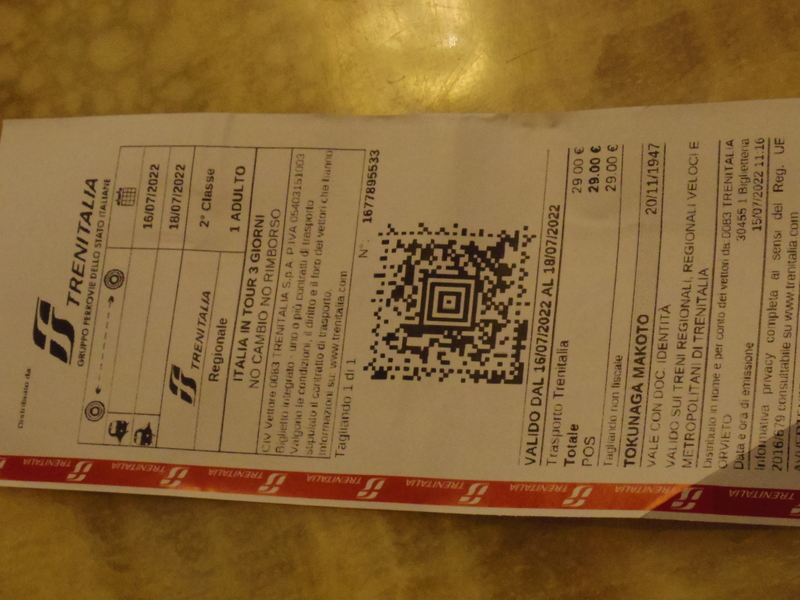 Distribuito da
TRENITALIA
GRUPPO FERROVIE DELLO STATO ITALIANE
16/07/2022
18/07/2022
TRENITALIA
Regionale
2° Classe
1 ADULTO
ITALIA IN TOUR 3 GIORNI
NO CAMBIO NO RIMBORSO
CIV Vettore 0083 TRENITALIA S.p.A. P.IVA 05403151003
Biglietto integrato - uno o più contratti di trasporto
Valgono le condizioni, il diritto e il foro dei vettori che hanno
stipulato il contratto di trasporto.
Informazioni su: www.trenitalia.com
Tagliando 1 di 1
N°: 1677895533
VALIDO DAL 16/07/2022 AL 18/07/2022
Trasporto Trenitalia 29.00 €
Totale 29.00 €
POS 29.00 €
Tagliando non fiscale
TOKUNAGA MAKOTO
VALE CON DOC. IDENTITÀ 20/11/1947
VALIDO SUI TRENI REGIONALI, REGIONALI VELOCI E
METROPOLITANI DI TRENITALIA
Distribuito in nome e per conto dei vettori da:0083 TRENITALIA
ORVIETO 30456 1 Biglietteria
Data e ora di emissione 15/07/2022 11:16
Informativa privacy completa ai sensi del Reg. UE
2016/679 consultabile su www.trenitalia.com
TRENITALIA TRENITALIA TRENITALIA TRENITALIA TRENITALIA TRENITALIA TRENITALIA